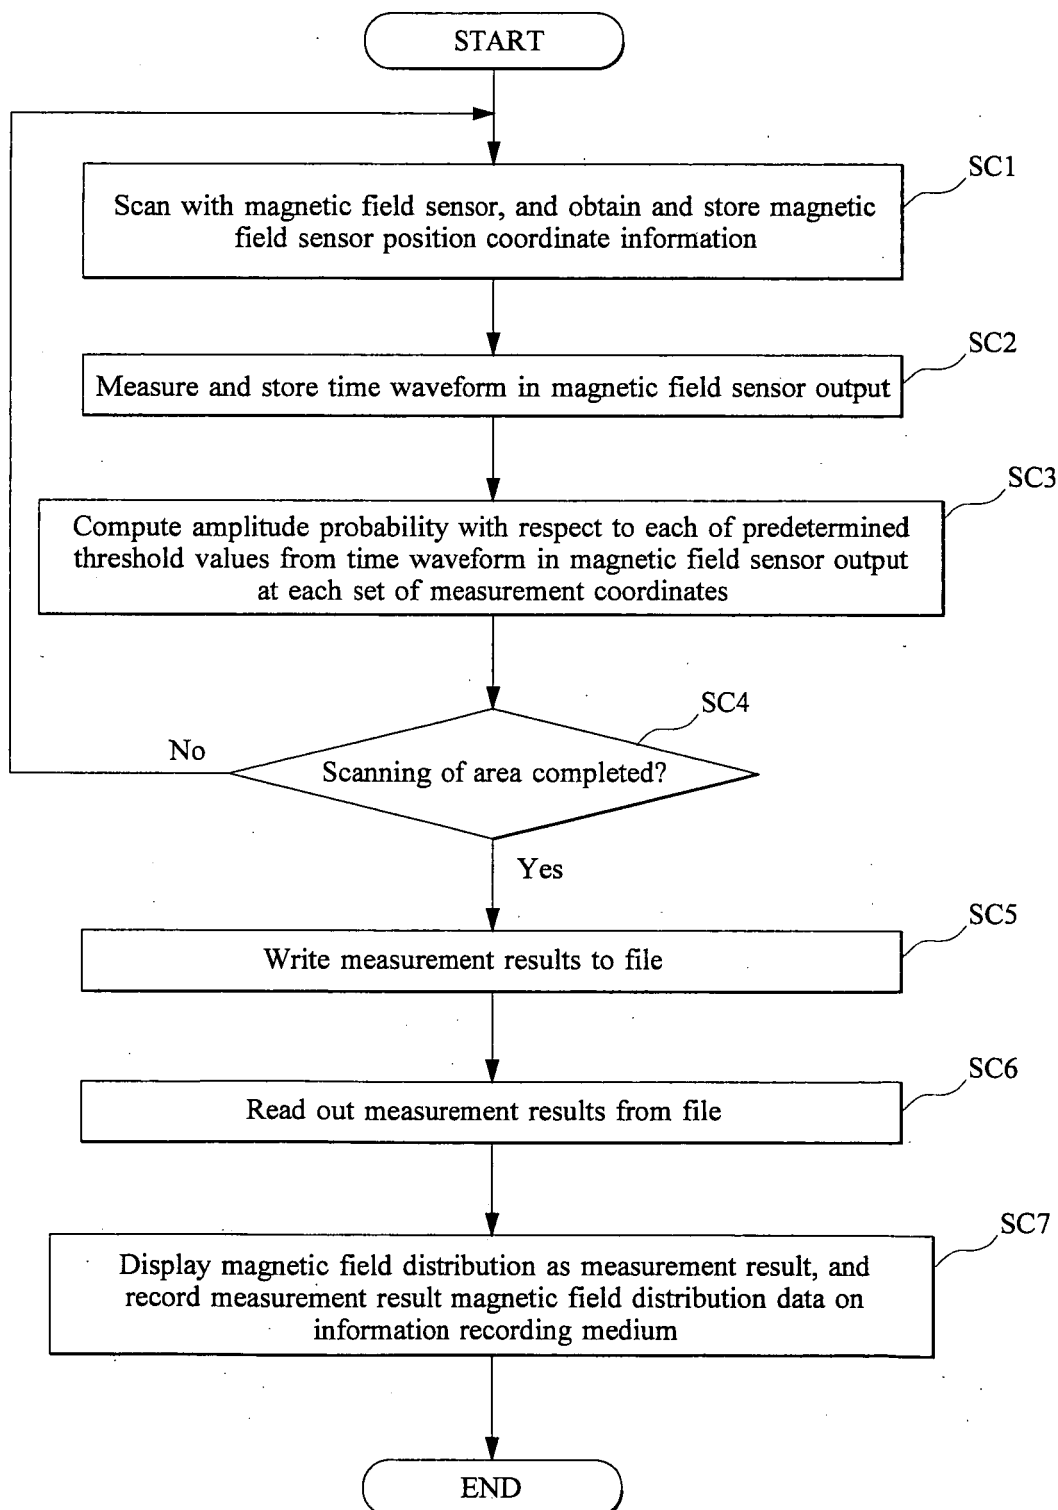 START
SC1
Scan with magnetic field sensor, and obtain and store magnetic
field sensor position coordinate information
SC2
Measure and store time waveform in magnetic field sensor output
SC3
Compute amplitude probability with respect to each of predetermined
threshold values from time waveform in magnetic field sensor output
at each set of measurement coordinates
SC4
No
Scanning of area completed?
Yes
SC5
Write measurement results to file
SC6
Read out measurement results from file
SC7
Display magnetic field distribution as measurement result, and
record measurement result magnetic field distribution data on
information recording medium
END